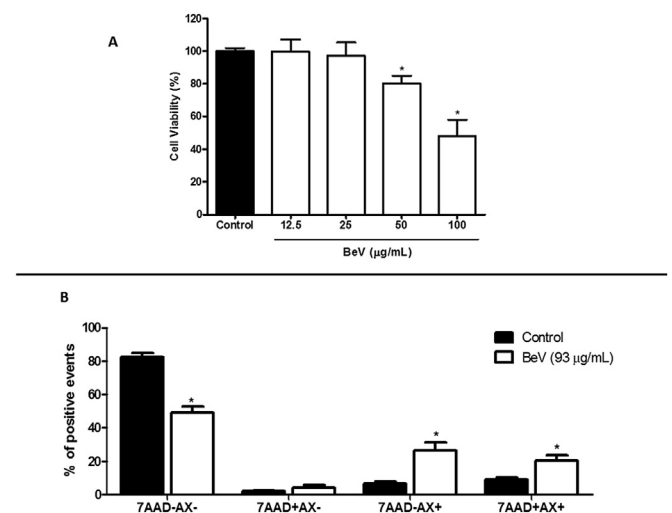 A
Cell Viability (%)
120
100
80
60
40
20
0
*
*
Control
12.5
25
50
100
BeV (μg/mL)
B
% of positive events
100
80
60
40
20
0
Control
BeV (93 μg/mL)
*
*
*
7AAD-AX-
7AAD+AX-
7AAD-AX+
7AAD+AX+